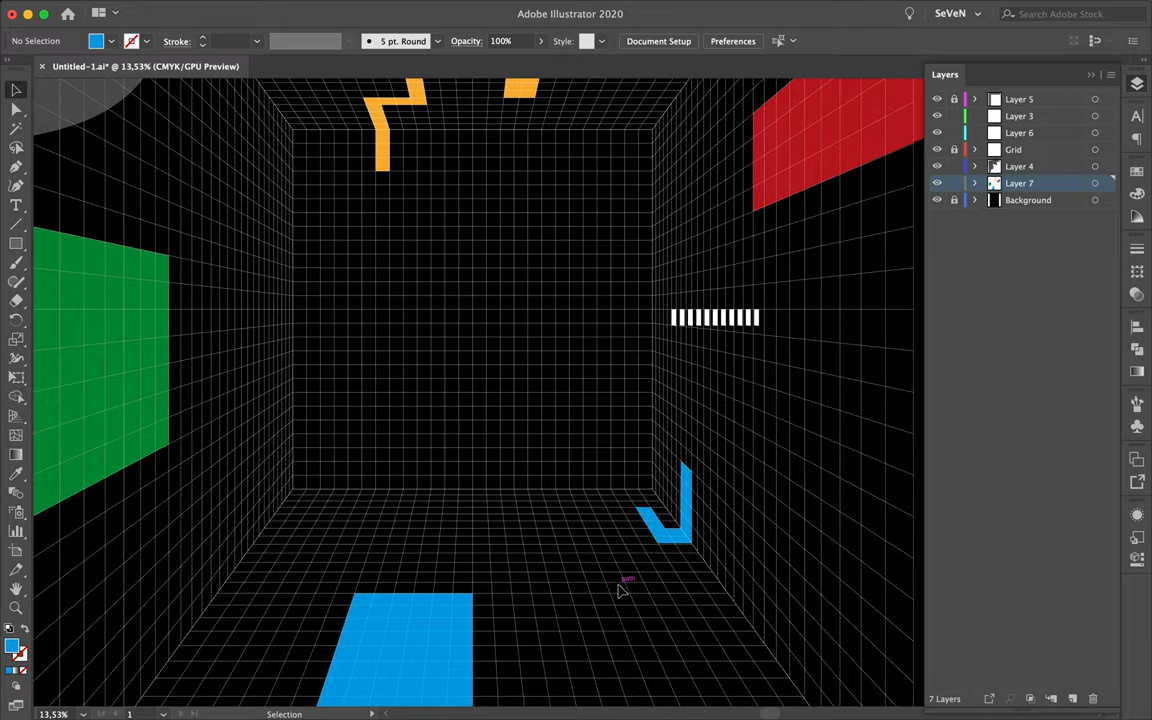 Adobe Illustrator 2020
SeVeN
Search Adobe Stock
No Selection
Stroke:
5 pt. Round
Opacity: 100%
Style:
Document Setup
Preferences
Untitled-1.ai* @ 13,53% (CMYK/GPU Preview)
Layers
Layer 5
Layer 3
Layer 6
Grid
Layer 4
Layer 7
Background
path
7 Layers
13,53%
1
Selection